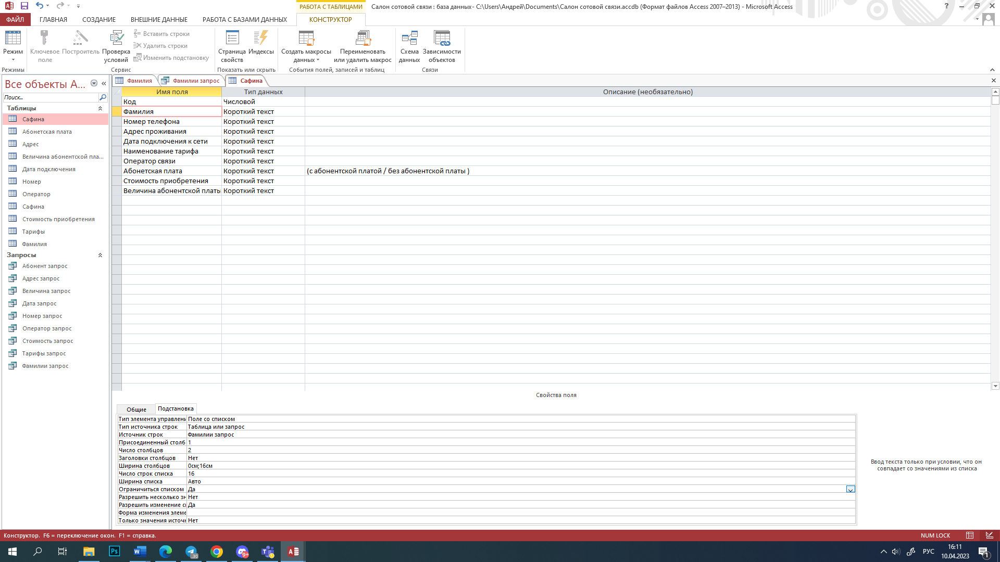 РАБОТА С ТАБЛИЦАМИ
Салон сотовой связи : база данных- C:\Users\Андрей\Documents\Салон сотовой связи.accdb (Формат файлов Access 2007–2013) - Microsoft Access
ФАЙЛ ГЛАВНАЯ СОЗДАНИЕ ВНЕШНИЕ ДАННЫЕ РАБОТА С БАЗАМИ ДАННЫХ КОНСТРУКТОР
Режим
Режимы
Ключевое поле
Построитель
Проверка условий
Вставить строки
Удалить строки
Изменить подстановку
Сервис
Страница свойств
Индексы
Показать или скрыть
Создать макросы данных
Переименовать или удалить макрос
События полей, записей и таблиц
Схема данных
Зависимости объектов
Связи
Все объекты A...
Поиск...
Таблицы
Сафина
Абонетская плата
Адрес
Величина абонентской пла...
Дата подключения
Номер
Оператор
Сафина
Стоимость приобретения
Тарифы
Фамилия
Запросы
Абонент запрос
Адрес запрос
Величина запрос
Дата запрос
Номер запрос
Оператор запрос
Стоимость запрос
Тарифы запрос
Фамилии запрос
Фамилия Фамилии запрос Сафина
Имя поля Тип данных Описание (необязательно)
Код Числовой
Фамилия Короткий текст
Номер телефона Короткий текст
Адрес проживания Короткий текст
Дата подключения к сети Короткий текст
Наименование тарифа Короткий текст
Оператор связи Короткий текст
Абонетская плата Короткий текст (с абонентской платой / без абонентской платы )
Стоимость приобретения Короткий текст
Величина абонентской платы Короткий текст
Свойства поля
Общие Подстановка
Тип элемента управлени Поле со списком
Тип источника строк Таблица или запрос
Источник строк Фамилии запрос
Присоединенный столб 1
Число столбцов 2
Заголовки столбцов Нет
Ширина столбцов 0см;16см
Число строк списка 16
Ширина списка Авто
Ограничиться списком Да
Разрешить несколько зн Нет
Разрешить изменение сп Да
Форма изменения элеме
Только значения источн Нет
Ввод текста только при условии, что он
совпадает со значениями из списка
Конструктор. F6 = переключение окон. F1 = справка.
NUM LOCK
Ps
.30
9+
РУС
16:11
10.04.2023
1